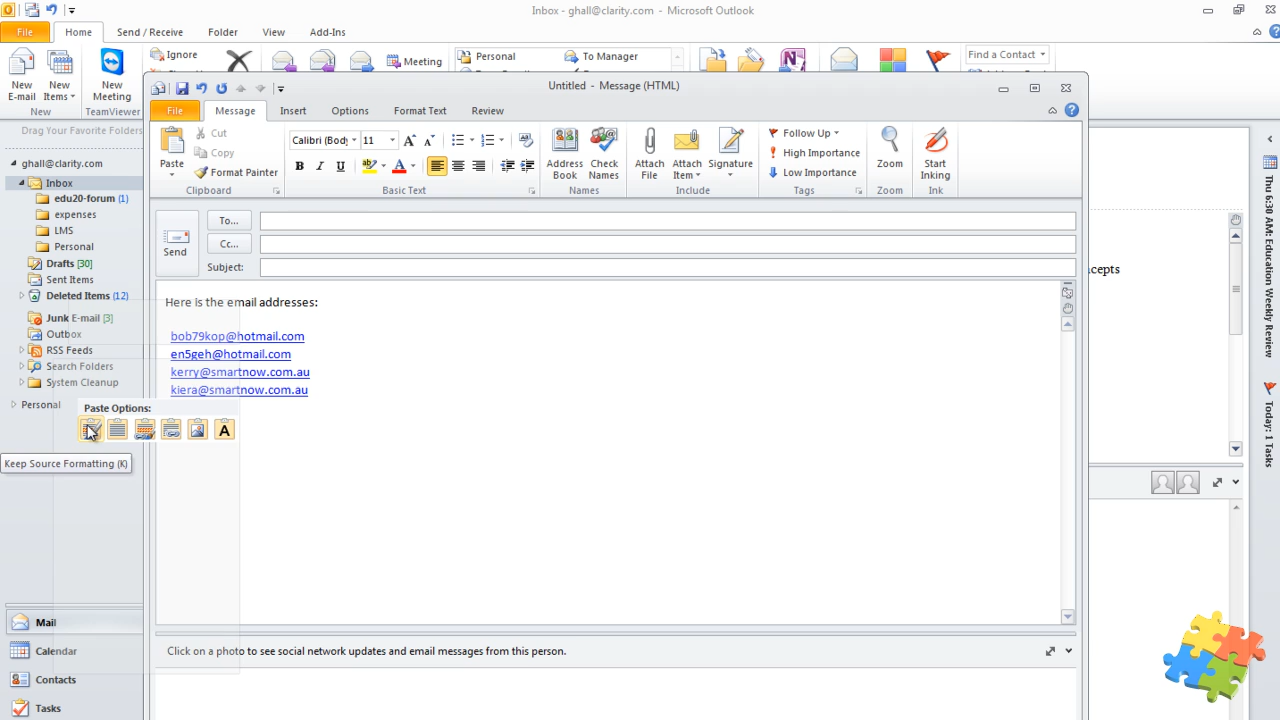 Inbox - ghall@clarity.com - Microsoft Outlook
File Home Send / Receive Folder View Add-Ins
New E-mail New Items New Meeting Ignore Meeting Personal To Manager Find a Contact
New TeamViewer
Drag Your Favorite Folders
Untitled - Message (HTML)
File Message Insert Options Format Text Review
Paste Cut Copy Format Painter
Calibri (Body 11
B I U A
Address Book Check Names Attach File Attach Item Signature
Follow Up High Importance Low Importance
Zoom Start Inking
Clipboard Basic Text Names Include Tags Zoom Ink
ghall@clarity.com
Inbox
edu20-forum (1)
expenses
LMS
Personal
Drafts [30]
Sent Items
Deleted Items (12)
Junk E-mail [3]
Outbox
RSS Feeds
Search Folders
System Cleanup
Personal
Send
To...
Cc...
Subject:
Here is the email addresses:
bob79kop@hotmail.com
en5geh@hotmail.com
kerry@smartnow.com.au
kiera@smartnow.com.au
Paste Options:
A
Keep Source Formatting (K)
Mail
Calendar
Contacts
Tasks
Click on a photo to see social network updates and email messages from this person.
Thu 6:30 AM: Education Weekly Review
Today: 1 Tasks